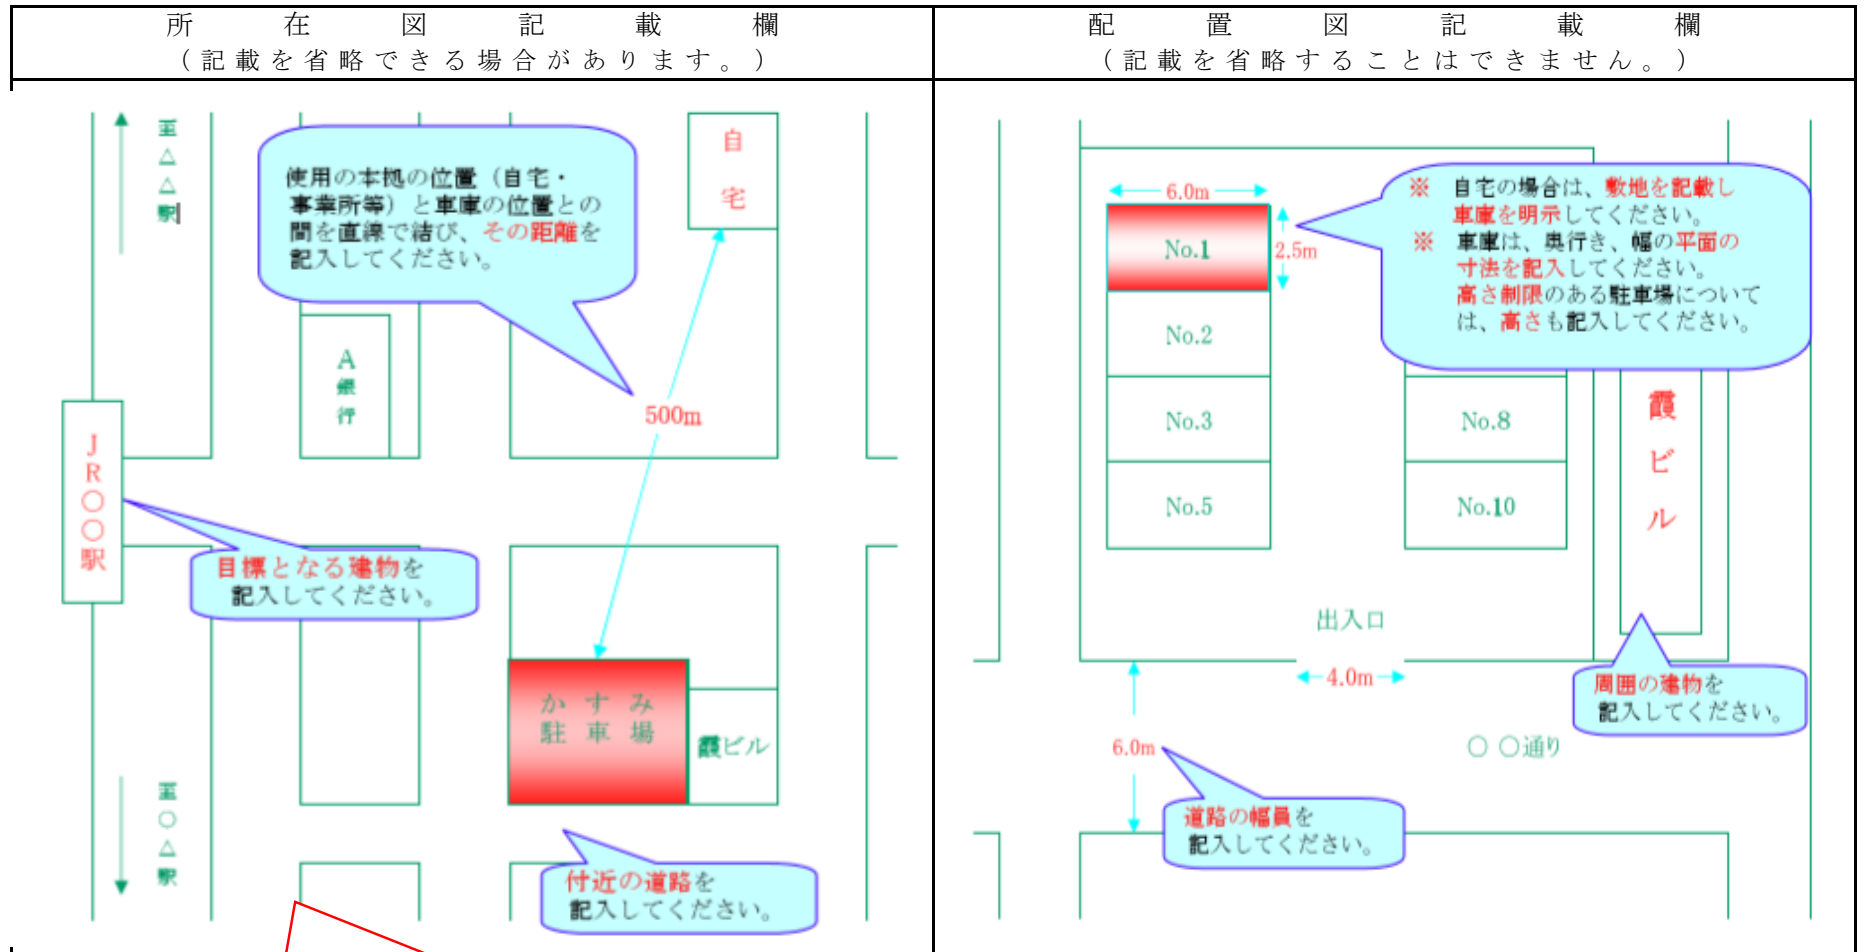 所在図記載欄
（記載を省略できる場合があります。）
至△△駅
使用の本拠の位置（自宅・
事業所等）と車庫の位置との
間を直線で結び、その距離を
記入してください。
自宅
A銀行
500m
JR〇〇駅
目標となる建物を
記入してください。
かすみ
駐車場
霞ビル
至〇△駅
付近の道路を
記入してください。
配置図記載欄
（記載を省略することはできません。）
6.0m
No.1
2.5m
No.2
No.3
No.5
※ 自宅の場合は、敷地を記載し
車庫を明示してください。
※ 車庫は、奥行き、幅の平面の
寸法を記入してください。
高さ制限のある駐車場について
は、高さも記入してください。
No.8
No.10
霞ビル
出入口
4.0m
周囲の建物を
記入してください。
6.0m
〇〇通り
道路の幅員を
記入してください。